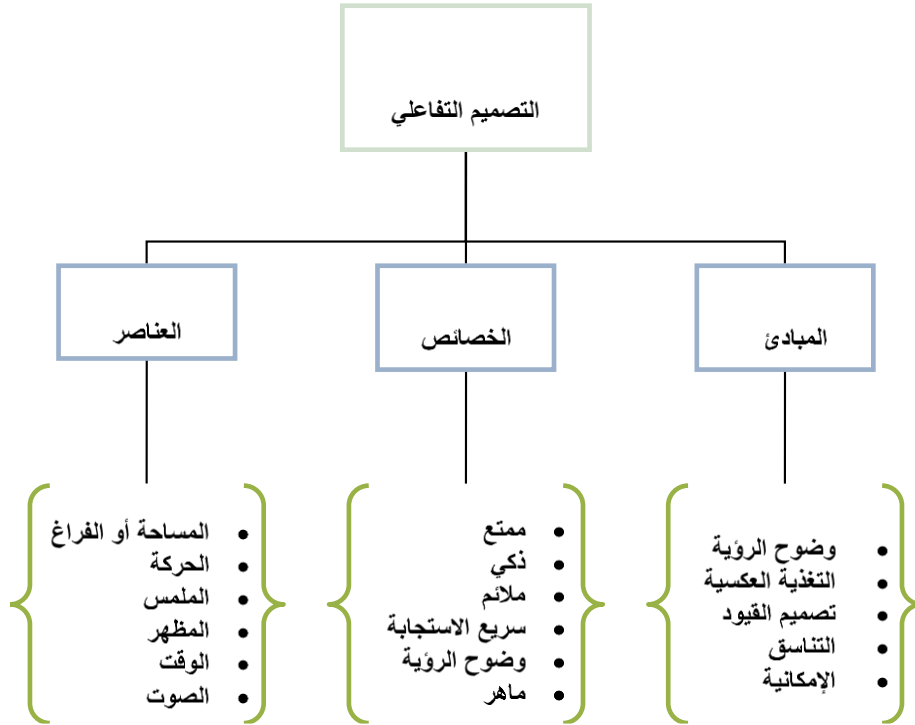 التصميم التفاعلي
المبادئ
الخصائص
العناصر
وضوح الرؤية
التغذية العكسية
تصميم القيود
التناسق
الإمكانية
ممتع
ذكي
ملائم
سريع الاستجابة
وضوح الرؤية
ماهر
المساحة أو الفراغ
الحركة
الملمس
المظهر
الوقت
الصوت